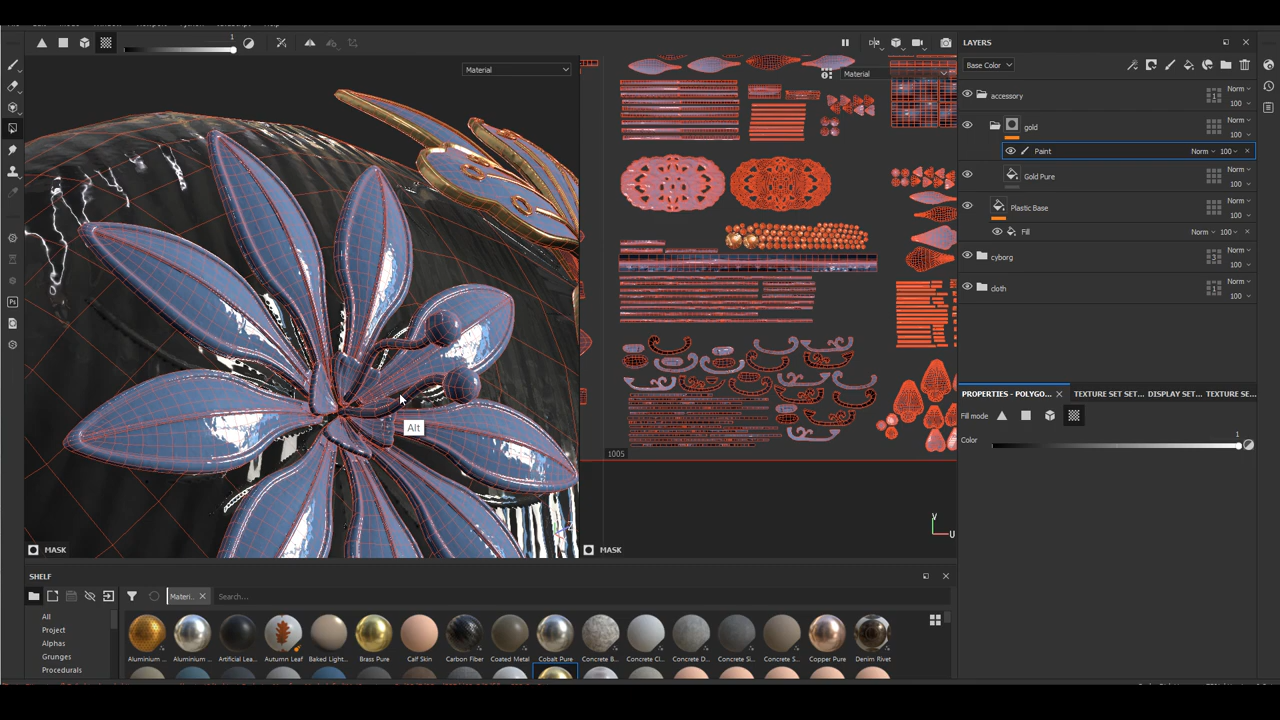 1
LAYERS
Material
Material
Base Color
accessory
Norm
100
gold
Norm
100
Paint
Norm
100
Gold Pure
Norm
100
Plastic Base
Norm
100
Fill
Norm
100
cyborg
3
Norm
100
cloth
1
Norm
100
Alt
PROPERTIES - POLYGO...
TEXTURE SET SET...
DISPLAY SET...
TEXTURE SE...
Fill mode
Color
1
1005
V
U
MASK
MASK
SHELF
Materi...
Search...
All
Project
Alphas
Grunges
Procedurals
Aluminium ...
Aluminium ...
Artificial Lea...
Autumn Leaf
Baked Light...
Brass Pure
Calf Skin
Carbon Fiber
Coated Metal
Cobalt Pure
Concrete B...
Concrete Cl...
Concrete D...
Concrete Si...
Concrete S...
Copper Pure
Denim Rivet